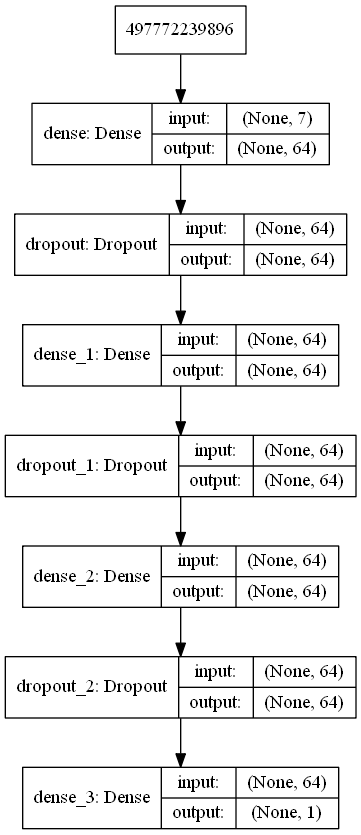 497772239896
dense: Dense
input:
(None, 7)
output:
(None, 64)
dropout: Dropout
input:
(None, 64)
output:
(None, 64)
dense_1: Dense
input:
(None, 64)
output:
(None, 64)
dropout_1: Dropout
input:
(None, 64)
output:
(None, 64)
dense_2: Dense
input:
(None, 64)
output:
(None, 64)
dropout_2: Dropout
input:
(None, 64)
output:
(None, 64)
dense_3: Dense
input:
(None, 64)
output:
(None, 1)